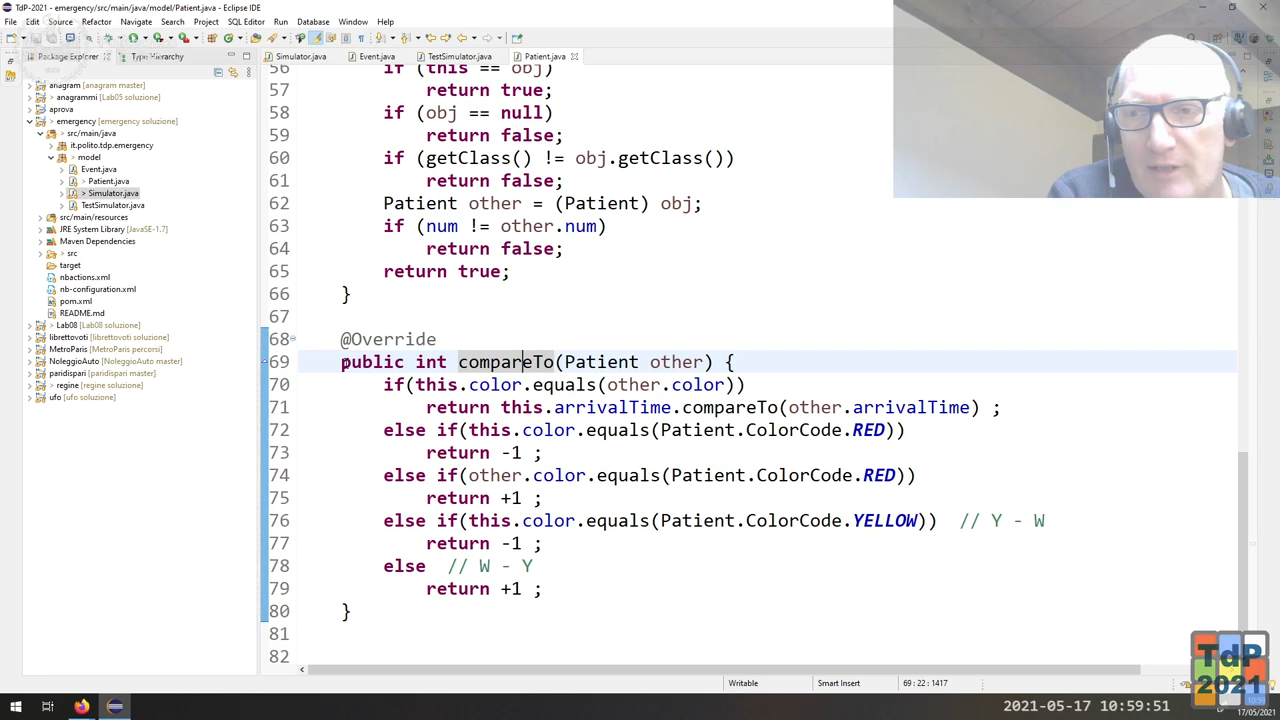 TdP-2021 - emergency/src/main/java/model/Patient.java - Eclipse IDE
File Edit Source Refactor Navigate Search Project SQL Editor Run Database Window Help
Package Explorer Type Hierarchy
Simulator.java Event.java TestSimulator.java Patient.java
anagram [anagram master]
> anagrammi [Lab05 soluzione]
aprova
> emergency [emergency soluzione]
> src/main/java
it.polito.tdp.emergency
> model
Event.java
> Patient.java
> Simulator.java
TestSimulator.java
src/main/resources
JRE System Library [JavaSE-1.7]
Maven Dependencies
> src
target
nbactions.xml
nb-configuration.xml
pom.xml
README.md
> Lab08 [Lab08 soluzione]
librettovoti [librettovoti master]
> MetroParis [MetroParis percorsi]
NoleggioAuto [NoleggioAuto master]
paridispari [paridispari master]
> regine [regine soluzione]
> ufo [ufo soluzione]
56 if (this == obj)
57 return true;
58 if (obj == null)
59 return false;
60 if (getClass() != obj.getClass())
61 return false;
62 Patient other = (Patient) obj;
63 if (num != other.num)
64 return false;
65 return true;
66 }
67
68 @Override
69 public int compareTo(Patient other) {
70 if(this.color.equals(other.color))
71 return this.arrivalTime.compareTo(other.arrivalTime) ;
72 else if(this.color.equals(Patient.ColorCode.RED))
73 return -1 ;
74 else if(other.color.equals(Patient.ColorCode.RED))
75 return +1 ;
76 else if(this.color.equals(Patient.ColorCode.YELLOW)) // Y - W
77 return -1 ;
78 else // W - Y
79 return +1 ;
80 }
81
82
Writable Smart Insert 69 : 22 : 1417
TdP
2021
2021-05-17 10:59:51
10:59
17/05/2021